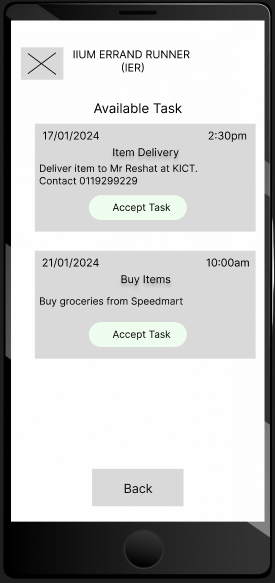 IIUM ERRAND RUNNER
(IER)
Available Task
17/01/2024 2:30pm
Item Delivery
Deliver item to Mr Reshat at KICT.
Contact 0119299229
Accept Task
21/01/2024 10:00am
Buy Items
Buy groceries from Speedmart
Accept Task
Back